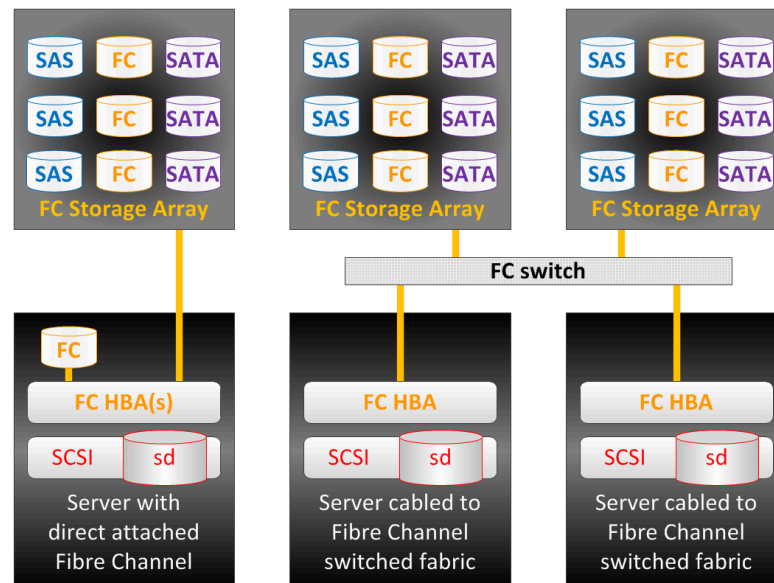 SAS FC SATA
SAS FC SATA
SAS FC SATA
FC Storage Array
SAS FC SATA
SAS FC SATA
SAS FC SATA
FC Storage Array
SAS FC SATA
SAS FC SATA
SAS FC SATA
FC Storage Array
FC switch
FC
FC HBA(s)
SCSI sd
Server with
direct attached
Fibre Channel
FC HBA
SCSI sd
Server cabled to
Fibre Channel
switched fabric
FC HBA
SCSI sd
Server cabled to
Fibre Channel
switched fabric